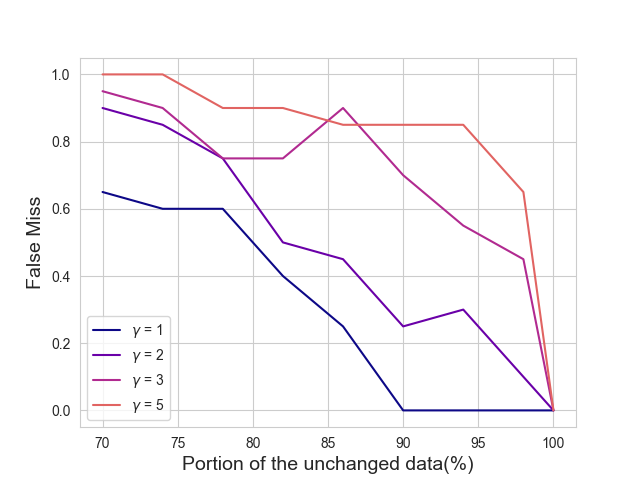 1.0
0.8
0.6
0.4
0.2
0.0
False Miss
γ = 1
γ = 2
γ = 3
γ = 5
70 75 80 85 90 95 100
Portion of the unchanged data(%)